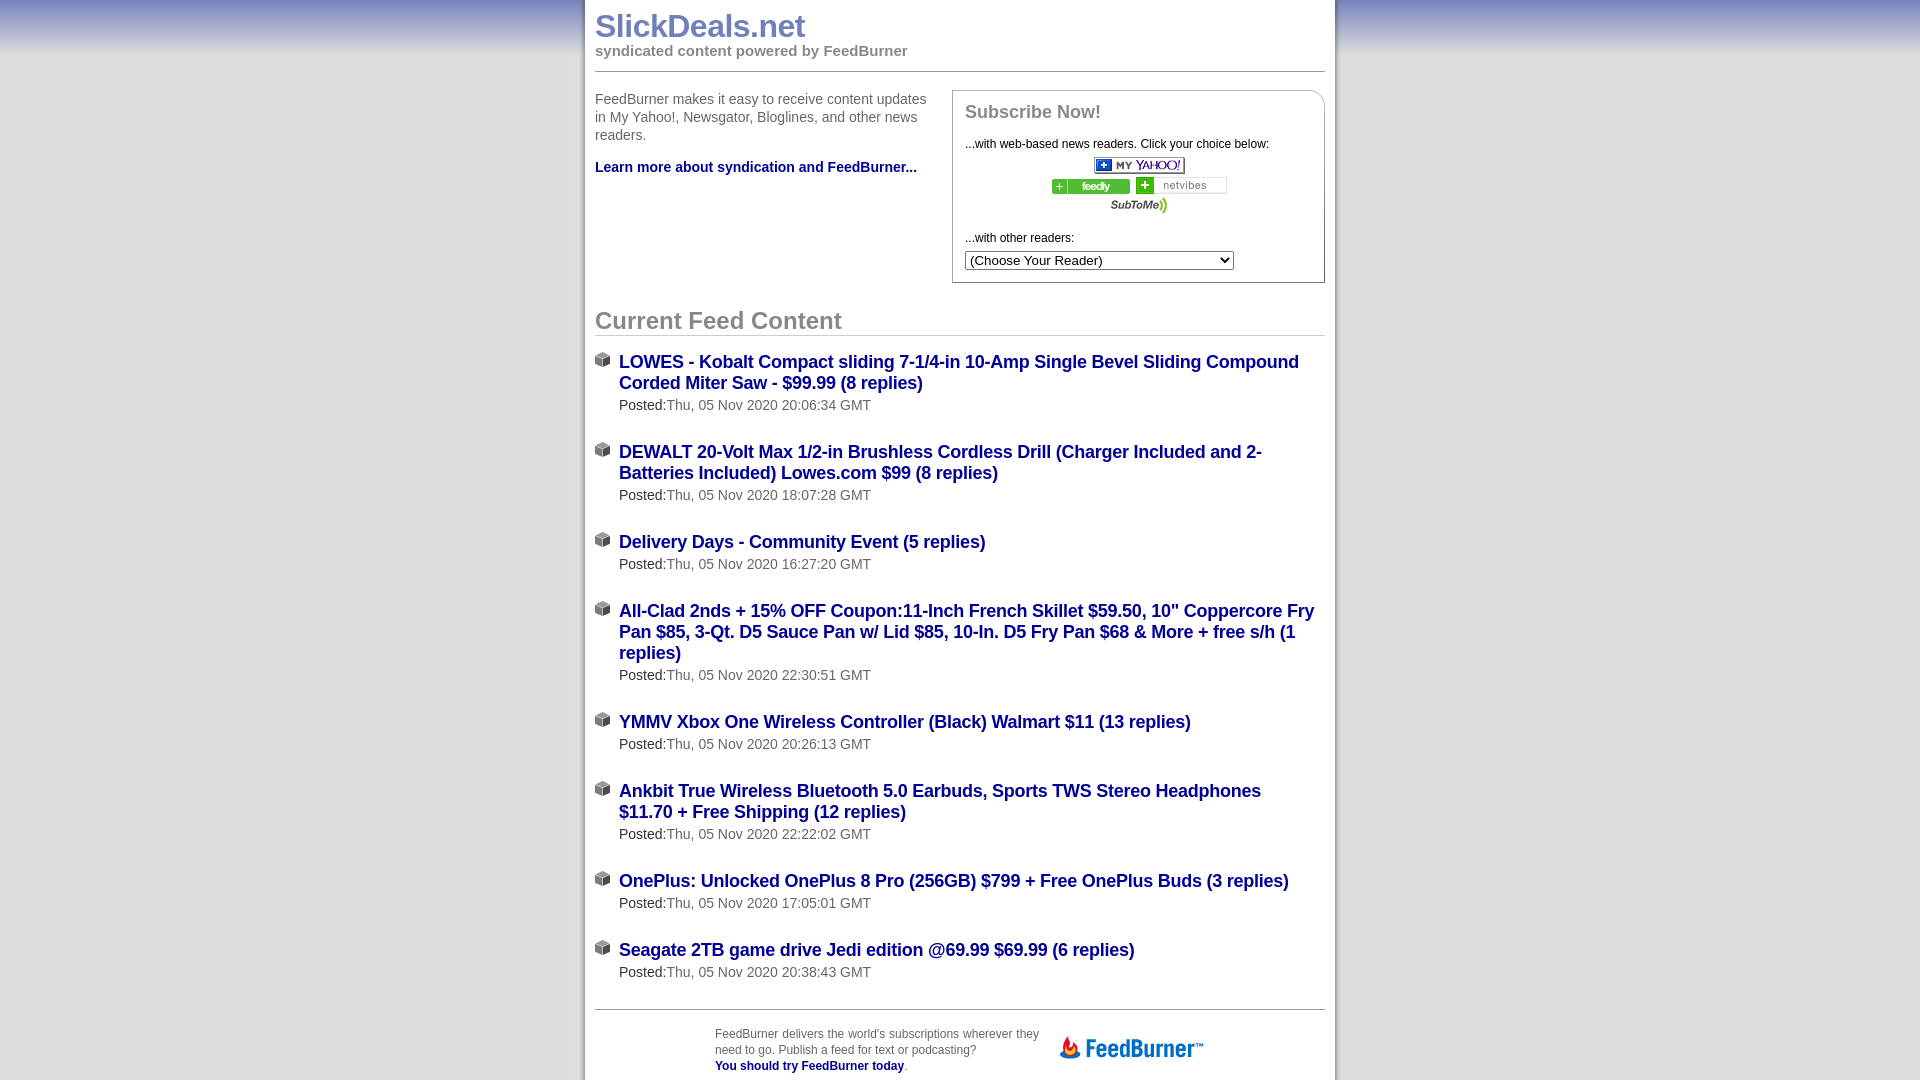 SlickDeals.net
syndicated content powered by FeedBurner
FeedBurner makes it easy to receive content updates
in My Yahoo!, Newsgator, Bloglines, and other news
readers.
Learn more about syndication and FeedBurner...
Subscribe Now!
...with web-based news readers. Click your choice below:
MY YAHOO!
feedly
netvibes
SubToMe
...with other readers:
(Choose Your Reader)
Current Feed Content
LOWES - Kobalt Compact sliding 7-1/4-in 10-Amp Single Bevel Sliding Compound
Corded Miter Saw - $99.99 (8 replies)
Posted:Thu, 05 Nov 2020 20:06:34 GMT
DEWALT 20-Volt Max 1/2-in Brushless Cordless Drill (Charger Included and 2-
Batteries Included) Lowes.com $99 (8 replies)
Posted:Thu, 05 Nov 2020 18:07:28 GMT
Delivery Days - Community Event (5 replies)
Posted:Thu, 05 Nov 2020 16:27:20 GMT
All-Clad 2nds + 15% OFF Coupon:11-Inch French Skillet $59.50, 10" Coppercore Fry
Pan $85, 3-Qt. D5 Sauce Pan w/ Lid $85, 10-In. D5 Fry Pan $68 & More + free s/h (1
replies)
Posted:Thu, 05 Nov 2020 22:30:51 GMT
YMMV Xbox One Wireless Controller (Black) Walmart $11 (13 replies)
Posted:Thu, 05 Nov 2020 20:26:13 GMT
Ankbit True Wireless Bluetooth 5.0 Earbuds, Sports TWS Stereo Headphones
$11.70 + Free Shipping (12 replies)
Posted:Thu, 05 Nov 2020 22:22:02 GMT
OnePlus: Unlocked OnePlus 8 Pro (256GB) $799 + Free OnePlus Buds (3 replies)
Posted:Thu, 05 Nov 2020 17:05:01 GMT
Seagate 2TB game drive Jedi edition @69.99 $69.99 (6 replies)
Posted:Thu, 05 Nov 2020 20:38:43 GMT
FeedBurner delivers the world's subscriptions wherever they
need to go. Publish a feed for text or podcasting?
You should try FeedBurner today.
FeedBurner™